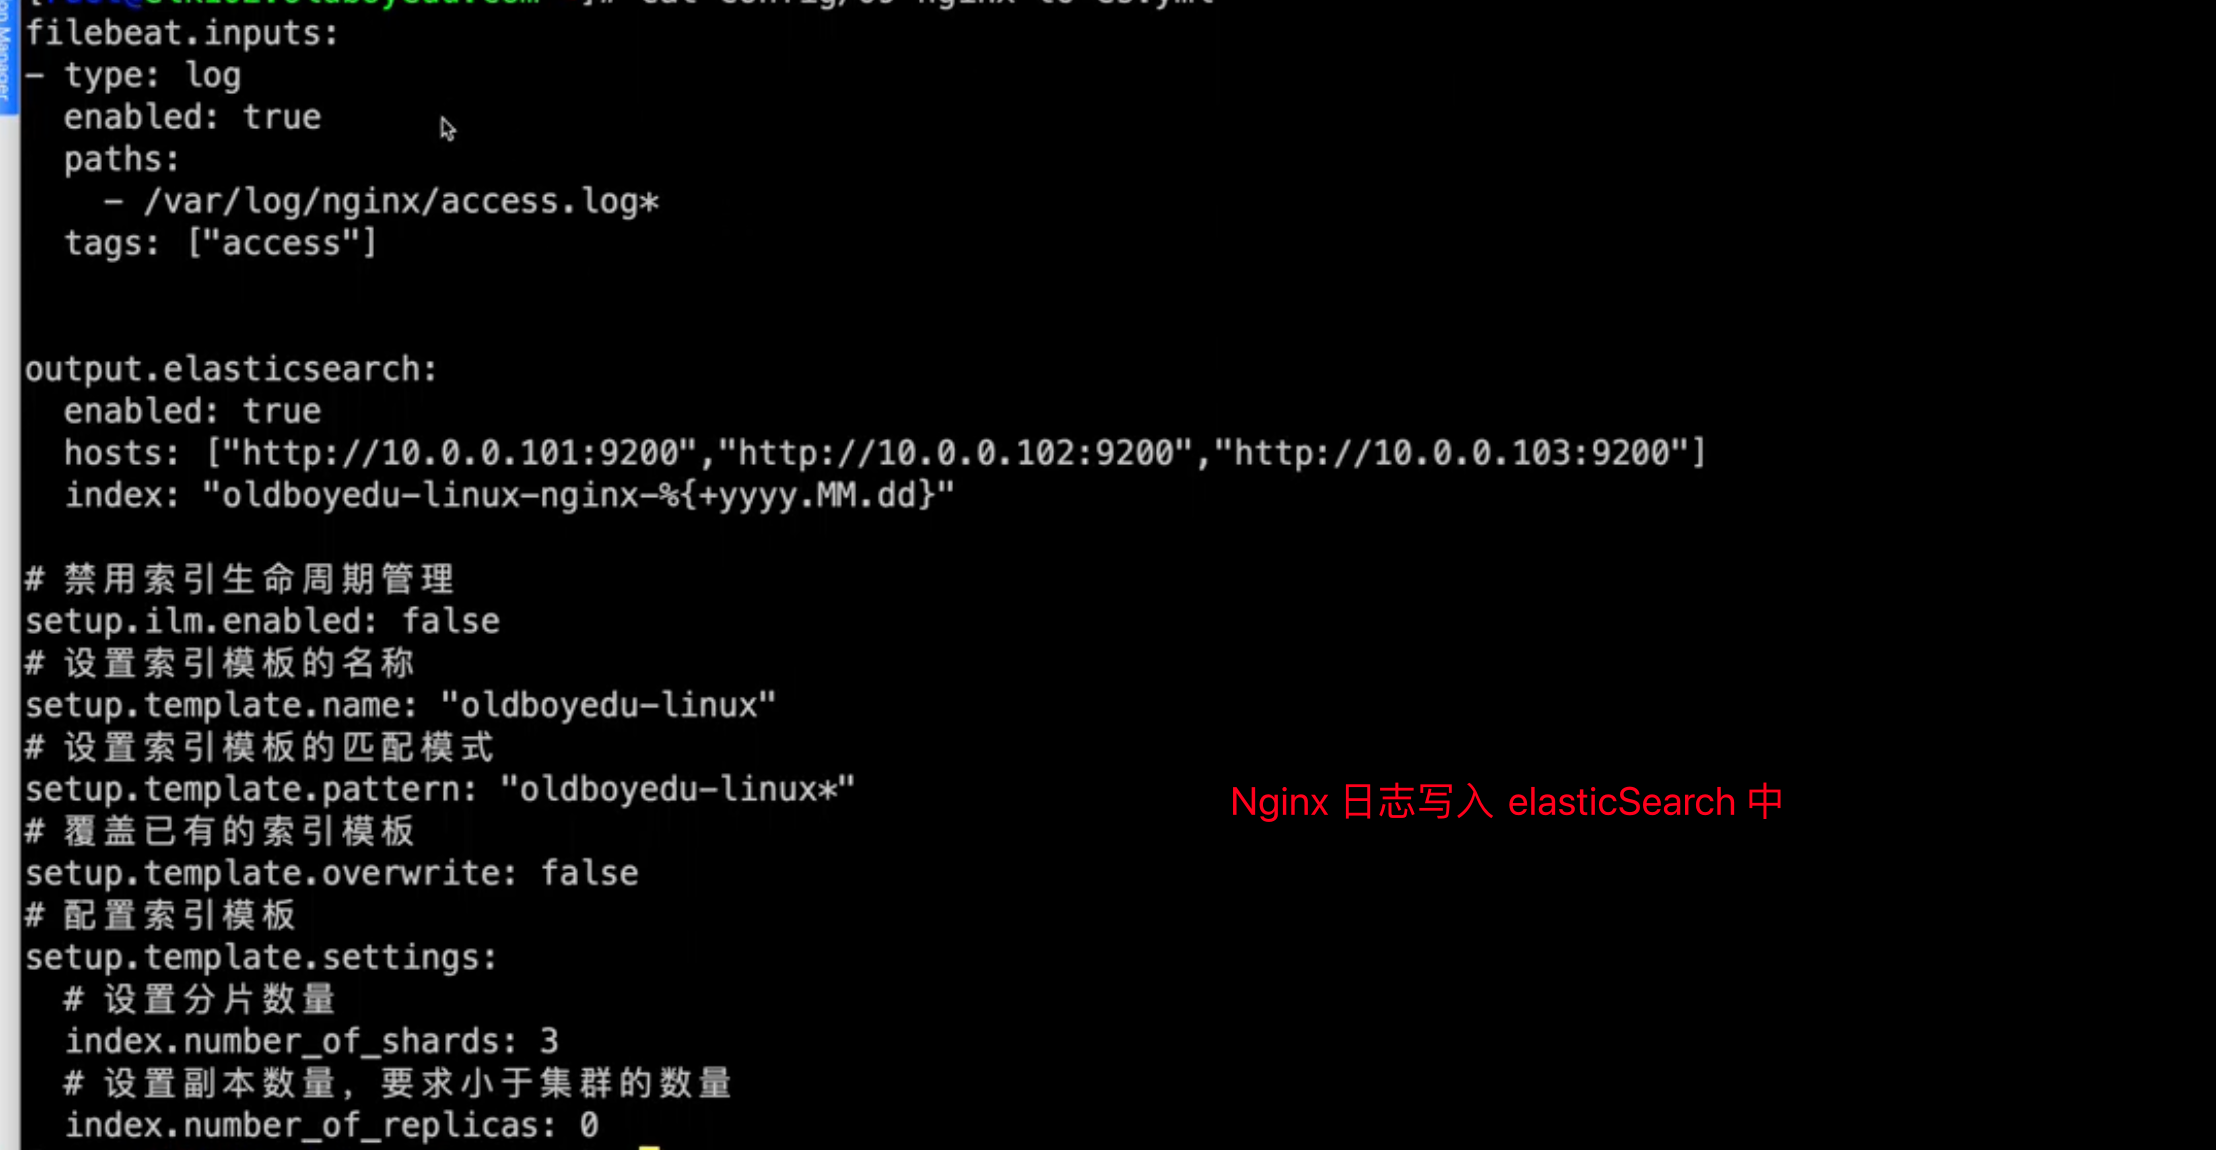 filebeat.inputs:
- type: log
  enabled: true
  paths:
    - /var/log/nginx/access.log*
  tags: ["access"]
output.elasticsearch:
  enabled: true
  hosts: ["http://10.0.0.101:9200","http://10.0.0.102:9200","http://10.0.0.103:9200"]
  index: "oldboyedu-linux-nginx-%{+yyyy.MM.dd}"
# 禁用索引生命周期管理
setup.ilm.enabled: false
# 设置索引模板的名称
setup.template.name: "oldboyedu-linux"
# 设置索引模板的匹配模式
setup.template.pattern: "oldboyedu-linux*"
Nginx 日志写入 elasticSearch 中
# 覆盖已有的索引模板
setup.template.overwrite: false
# 配置索引模板
setup.template.settings:
  # 设置分片数量
  index.number_of_shards: 3
  # 设置副本数量，要求小于集群的数量
  index.number_of_replicas: 0